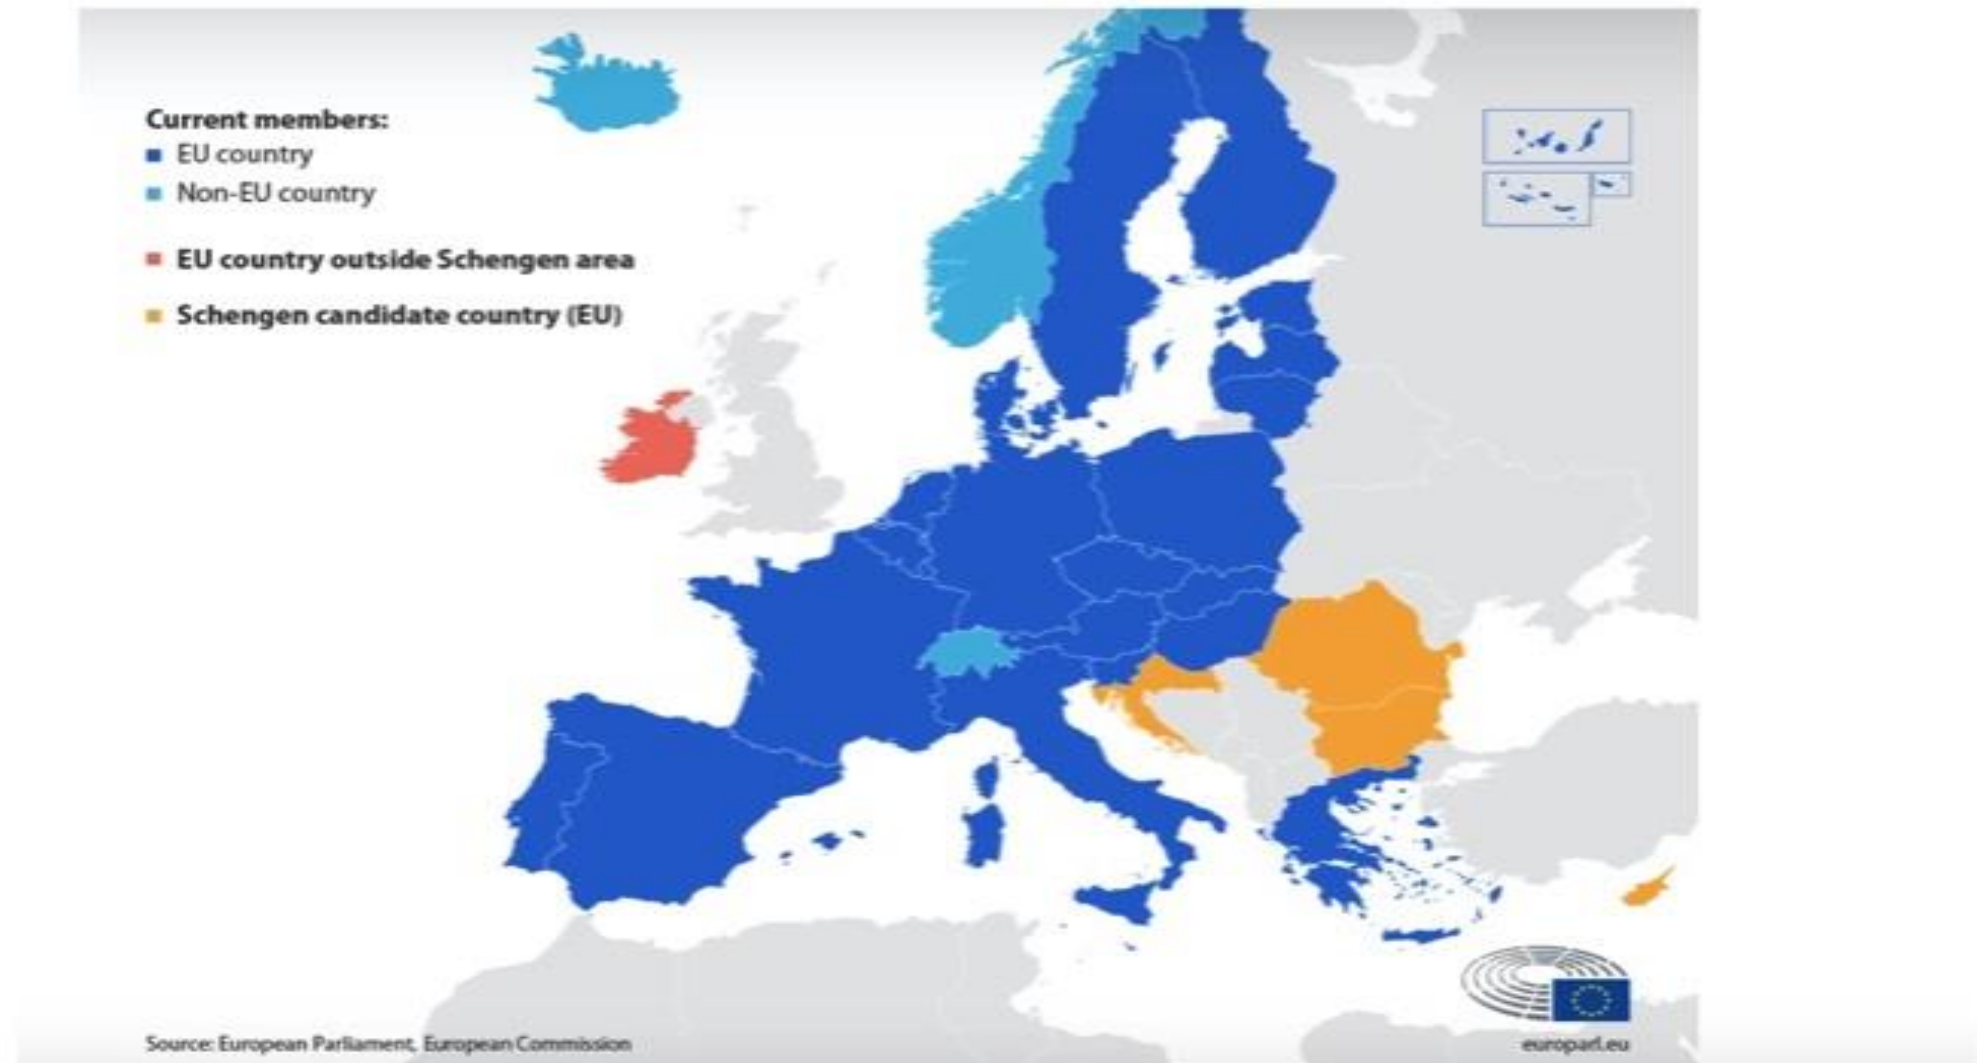 Current members:
EU country
Non-EU country
EU country outside Schengen area
Schengen candidate country (EU)
Source: European Parliament, European Commission
europarl.eu